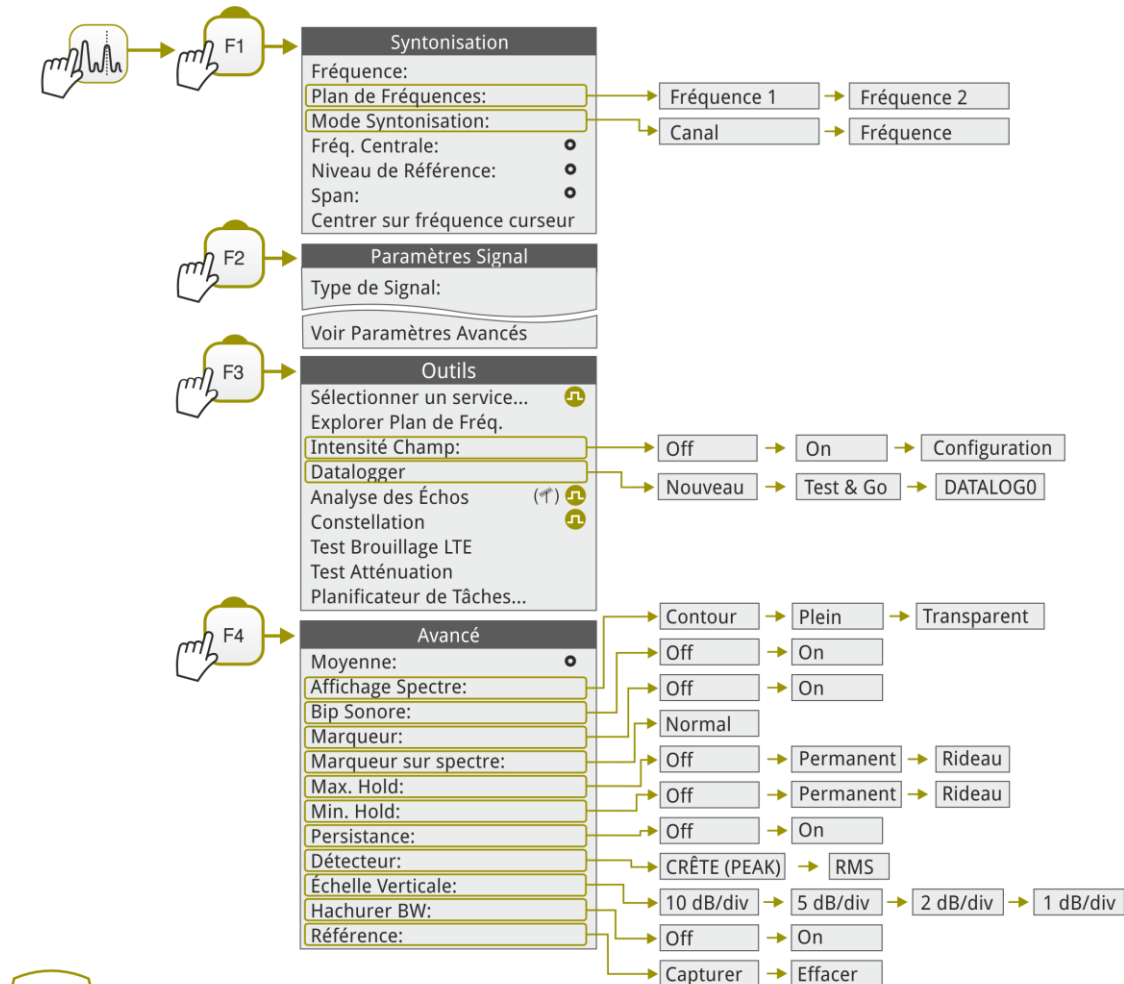 F1
Syntonisation
Fréquence:
Plan de Fréquences:
Fréquence 1
Fréquence 2
Mode Syntonisation:
Canal
Fréquence
Fréq. Centrale:
Niveau de Référence:
Span:
Centrer sur fréquence curseur
F2
Paramètres Signal
Type de Signal:
Voir Paramètres Avancés
F3
Outils
Sélectionner un service...
Explorer Plan de Fréq.
Intensité Champ:
Off
On
Configuration
Datalogger
Nouveau
Test & Go
DATALOG0
Analyse des Échos
Constellation
Test Brouillage LTE
Test Atténuation
Planificateur de Tâches...
F4
Avancé
Moyenne:
Affichage Spectre:
Contour
Plein
Transparent
Bip Sonore:
Off
On
Marqueur:
Off
On
Marqueur sur spectre:
Normal
Max. Hold:
Off
Permanent
Rideau
Min. Hold:
Off
Permanent
Rideau
Persistance:
Off
On
Détecteur:
CRÊTE (PEAK)
RMS
Échelle Verticale:
10 dB/div
5 dB/div
2 dB/div
1 dB/div
Hachurer BW:
Off
On
Référence:
Capturer
Effacer